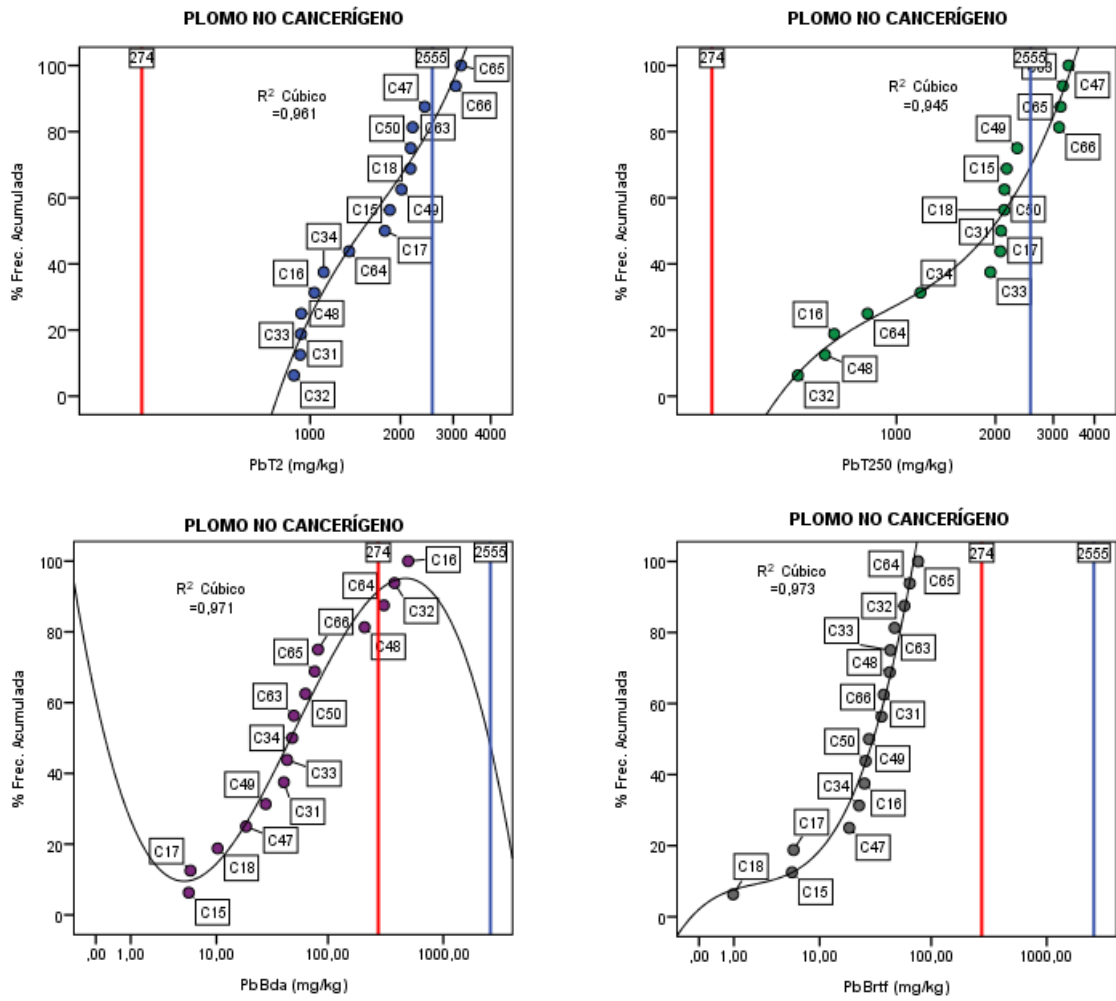 PLOMO NO CANCERÍGENO
274
2555
100
80
60
40
20
0
R² Cúbico
=0,961
C65
C47
C66
C50
C63
C18
C15
C49
C34
C17
C16
C64
C48
C33
C31
C32
% Frec. Acumulada
1000
2000
3000
4000
PbT2 (mg/kg)
PLOMO NO CANCERÍGENO
274
2555
100
80
60
40
20
0
R² Cúbico
=0,945
C47
C65
C49
C66
C15
C18
C50
C31
C17
C34
C33
C16
C64
C48
C32
% Frec. Acumulada
1000
2000
3000
4000
PbT250 (mg/kg)
PLOMO NO CANCERÍGENO
274
2555
100
80
60
40
20
0
R² Cúbico
=0,971
C16
C64
C32
C66
C48
C65
C63
C50
C34
C33
C49
C31
C47
C17
C18
C15
% Frec. Acumulada
,00
1,00
10,00
100,00
1000,00
PbBda (mg/kg)
PLOMO NO CANCERÍGENO
274
2555
100
80
60
40
20
0
R² Cúbico
=0,973
C64
C65
C32
C33
C63
C48
C66
C31
C50
C49
C34
C16
C17
C47
C18
C15
% Frec. Acumulada
,00
1,00
10,00
100,00
1000,00
PbBrtf (mg/kg)